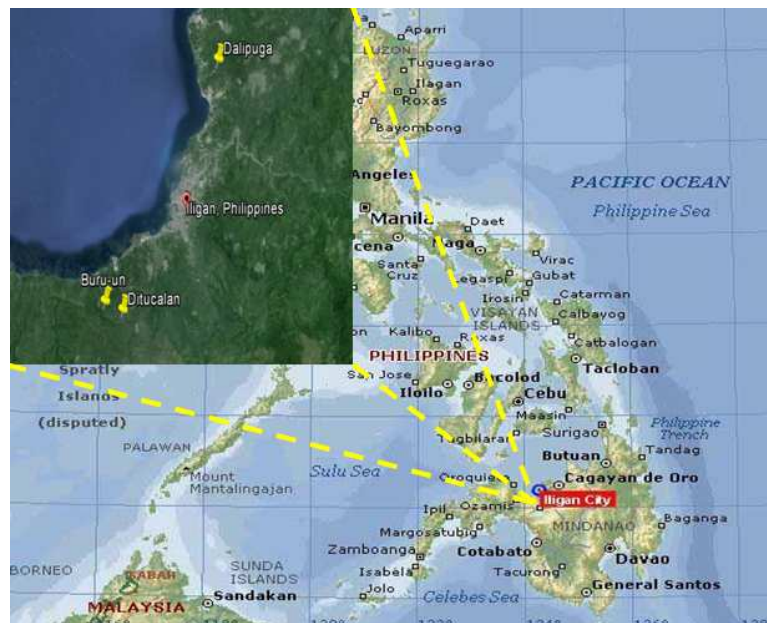 Dalipuga
Iligan, Philippines
Buru-un
Ditucalan
LUZON
Aparri
Tuguegarao
Ilagan
Roxas
Bayombong
Angeles
Manila
cena
Santa
Cruz
Naga
Daet
Virac
Legaspi
Gubat
Irosin
Catarman
VISAYAN
ISLANDS
Calbayog
Catbalogan
Tacloban
PACIFIC OCEAN
Philippine Sea
Kalibo
Roxas
PHILIPPINES
San Jose
Iloilo
Bacolod
Cebu
Maasin
Surigao
Tagbilaran
Philippine
Trench
Tandag
Butuan
Cagayan de Oro
Iligan City
Oroquieta
Ozamis
Ipil
Margosatubig
MINDANAO
Baganga
Zamboanga
Cotabato
Davao
Isabela
Tacurong
General Santos
Jolo
Celebes Sea
Spratly
Islands
(disputed)
PALAWAN
Mount
Mantalingajan
Sulu Sea
BORNEO
SABAH
SUNDA
ISLANDS
Sandakan
MALAYSIA